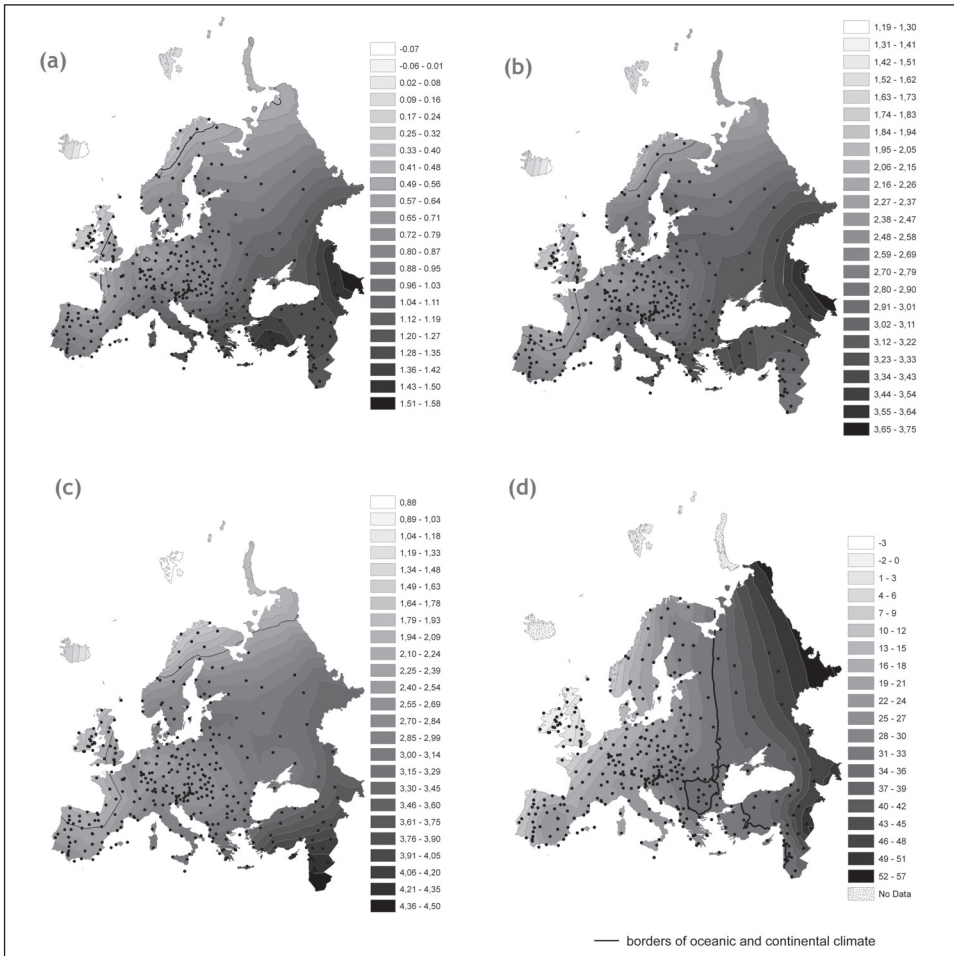 (a)
-0.07
-0.06 - 0.01
0.02 - 0.08
0.09 - 0.16
0.17 - 0.24
0.25 - 0.32
0.33 - 0.40
0.41 - 0.48
0.49 - 0.56
0.57 - 0.64
0.65 - 0.71
0.72 - 0.79
0.80 - 0.87
0.88 - 0.95
0.96 - 1.03
1.04 - 1.11
1.12 - 1.19
1.20 - 1.27
1.28 - 1.35
1.36 - 1.42
1.43 - 1.50
1.51 - 1.58
(b)
1,19 - 1,30
1,31 - 1,41
1,42 - 1,51
1,52 - 1,62
1,63 - 1,73
1,74 - 1,83
1,84 - 1,94
1,95 - 2,05
2,06 - 2,15
2,16 - 2,26
2,27 - 2,37
2,38 - 2,47
2,48 - 2,58
2,59 - 2,69
2,70 - 2,79
2,80 - 2,90
2,91 - 3,01
3,02 - 3,11
3,12 - 3,22
3,23 - 3,33
3,34 - 3,43
3,44 - 3,54
3,55 - 3,64
3,65 - 3,75
(c)
0,88
0,89 - 1,03
1,04 - 1,18
1,19 - 1,33
1,34 - 1,48
1,49 - 1,63
1,64 - 1,78
1,79 - 1,93
1,94 - 2,09
2,10 - 2,24
2,25 - 2,39
2,40 - 2,54
2,55 - 2,69
2,70 - 2,84
2,85 - 2,99
3,00 - 3,14
3,15 - 3,29
3,30 - 3,45
3,46 - 3,60
3,61 - 3,75
3,76 - 3,90
3,91 - 4,05
4,06 - 4,20
4,21 - 4,35
4,36 - 4,50
(d)
-3
-2 - 0
1 - 3
4 - 6
7 - 9
10 - 12
13 - 15
16 - 18
19 - 21
22 - 24
25 - 27
28 - 30
31 - 33
34 - 36
37 - 39
40 - 42
43 - 45
46 - 48
49 - 51
52 - 57
No Data
borders of oceanic and continental climate